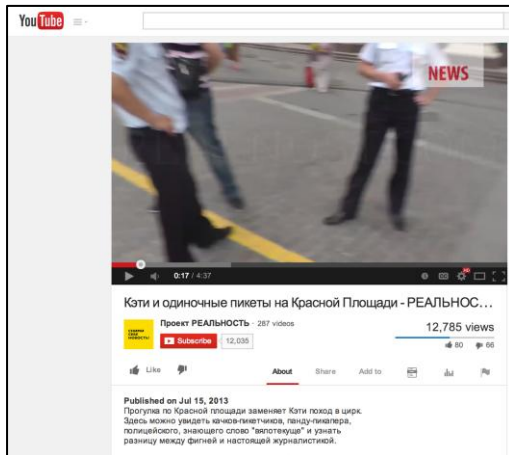 YouTube
NEWS
0:17 / 4:37
Кэти и одиночные пикеты на Красной Площади - РЕАЛЬНОС...
Проект РЕАЛЬНОСТЬ · 287 videos
Subscribe 12,035
12,785 views
80 66
Like
About Share Add to
Published on Jul 15, 2013
Прогулка по Красной площади заменяет Кэти поход в цирк.
Здесь можно увидеть качков-пикетчиков, панду-пикапера,
полицейского, знающего слово "вялотекуще" и узнать
разницу между фигней и настоящей журналистикой.